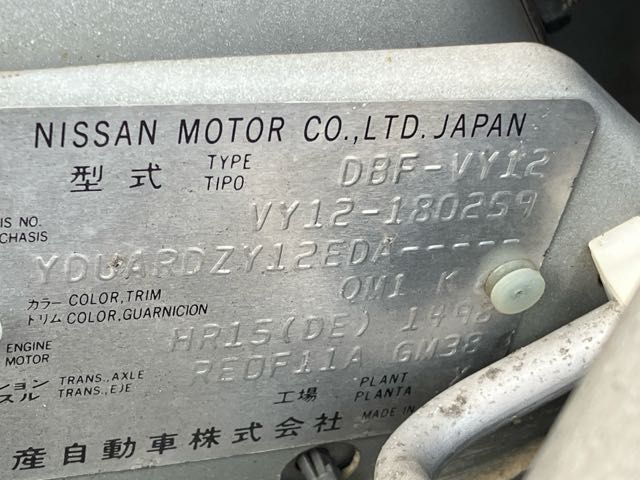 NISSAN MOTOR CO.,LTD. JAPAN
型式 TYPE TIPO DBF-VY12
IS NO. CHASIS VY12-180259
YDUARDZY12EDA-----
カラー COLOR,TRIM QM1 K
トリム COLOR,GUARNICION
ENGINE MOTOR HR15(DE) 1498
ション TRANS.,AXLE RE0F11A GM38
スル TRANS.,EJE
工場 PLANT PLANTA
産自動車株式会社 MADE IN